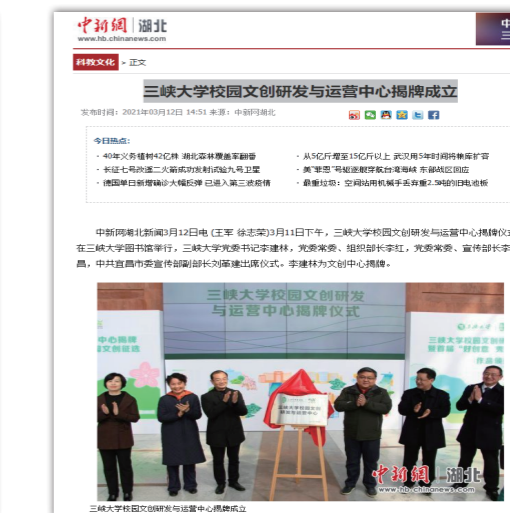 中新網 湖北
www.hb.chinanews.com
科教文化 > 正文
三峡大学校园文创研发与运营中心揭牌成立
发布时间：2021年03月12日 14:51 来源：中新网湖北
今日热点：
· 40年义务植树42亿株 湖北森林覆盖率翻番
· 从5亿斤增至15亿斤以上 武汉用5年时间将粮库扩容
· 长征七号改遥二火箭成功发射试验九号卫星
· 美"菲恩"号驱逐舰穿航台湾海峡 东部战区回应
· 德国单日新增确诊大幅反弹 已进入第三波疫情
· 最重垃圾：空间站用机械手丢弃重2.9吨的旧电池板
中新网湖北新闻3月12日电 (王军 徐志荣)3月11日下午，三峡大学校园文创研发与运营中心揭牌仪式
在三峡大学图书馆举行，三峡大学党委书记李建林，党委常委、组织部长李红，党委常委、宣传部长李
昌，中共宜昌市委宣传部副部长刘革建出席仪式。李建林为文创中心揭牌。
三峡大学校园文创研发
与运营中心揭牌仪式
三峡大学校园文创
研发与运营中心
中新網 湖北
www.hb.chinanews.com
三峡大学校园文创研发与运营中心揭牌成立